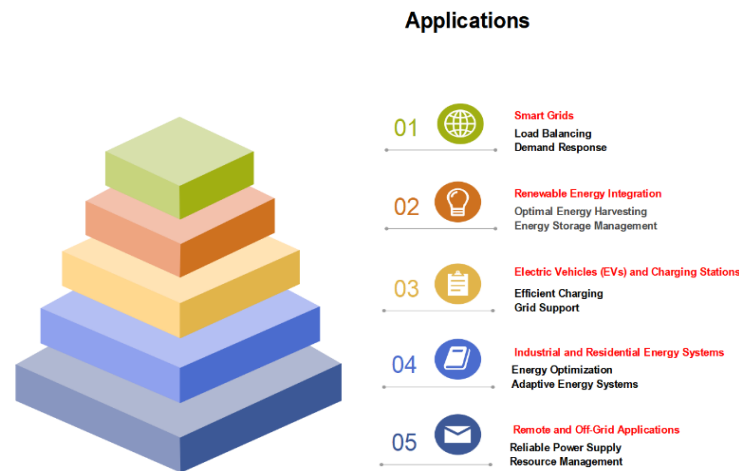 Applications
01
Smart Grids
Load Balancing
Demand Response
02
Renewable Energy Integration
Optimal Energy Harvesting
Energy Storage Management
03
Electric Vehicles (EVs) and Charging Stations
Efficient Charging
Grid Support
04
Industrial and Residential Energy Systems
Energy Optimization
Adaptive Energy Systems
05
Remote and Off-Grid Applications
Reliable Power Supply
Resource Management